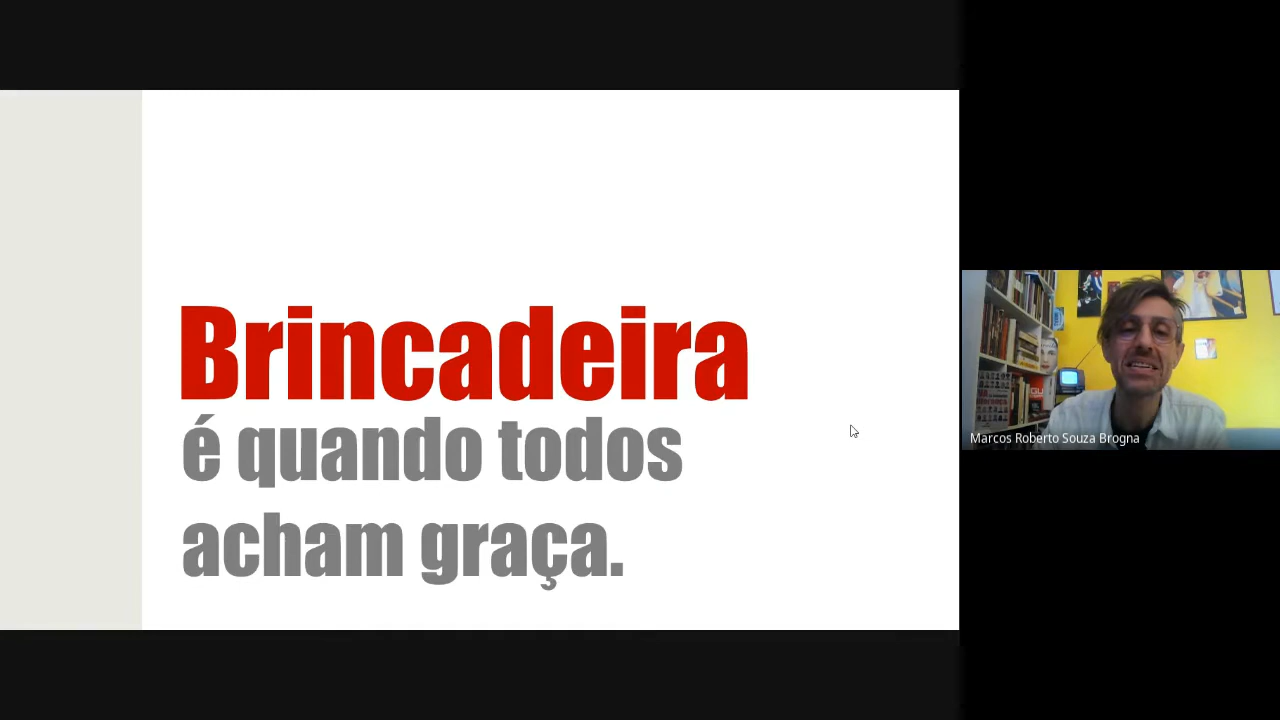 Brincadeira
é quando todos
acham graça.
Marcos Roberto Souza Brogna